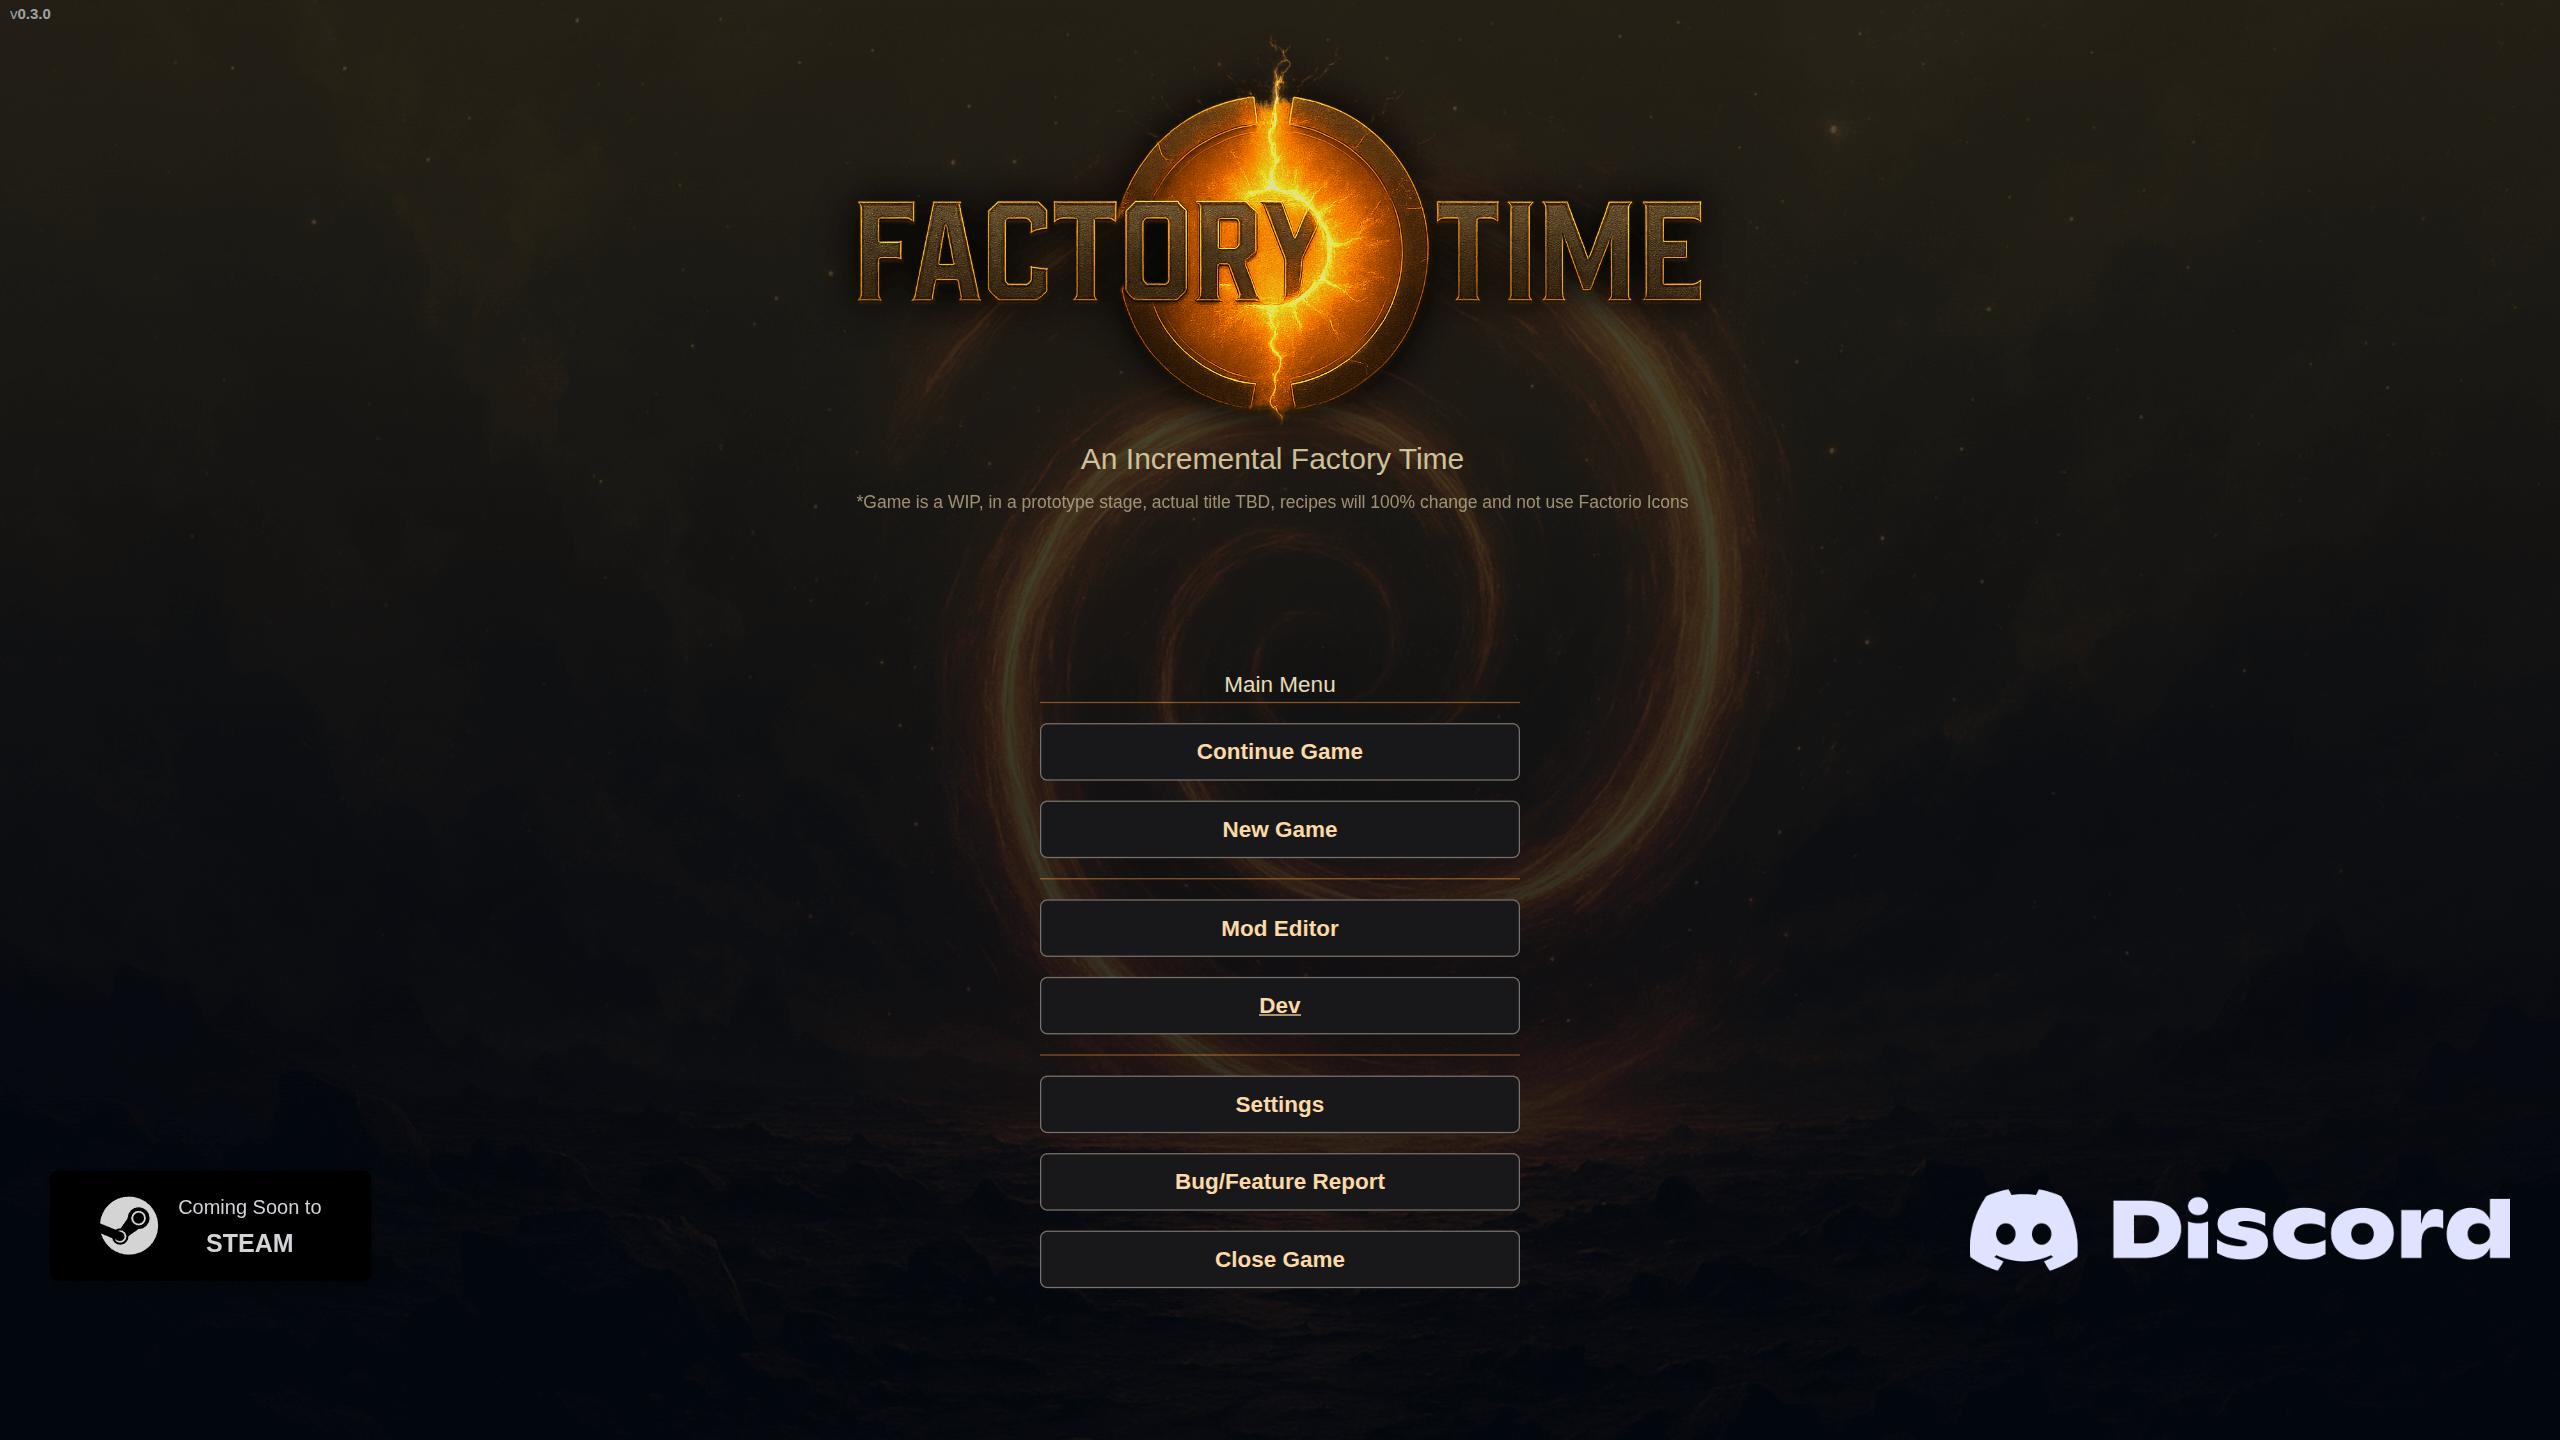 v0.3.0
FACTORY TIME
An Incremental Factory Time
*Game is a WIP, in a prototype stage, actual title TBD, recipes will 100% change and not use Factorio Icons
Main Menu
Continue Game
New Game
Mod Editor
Dev
Settings
Bug/Feature Report
Close Game
Coming Soon to
STEAM
Discord